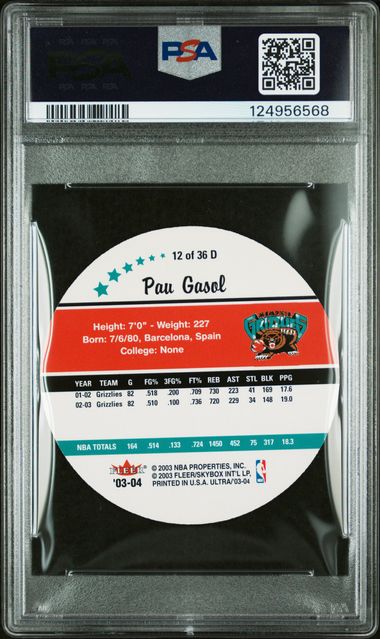 PSA
124956568
12 of 36 D
Pau Gasol
Height: 7'0" - Weight: 227
Born: 7/6/80, Barcelona, Spain
College: None
MEMPHIS
GRIZZLIES
YEAR TEAM G FG% 3FG% FT% REB AST STL BLK PPG
01-02 Grizzlies 82 .518 .200 .709 730 223 41 169 17.6
02-03 Grizzlies 82 .510 .100 .736 720 229 34 148 19.0
NBA TOTALS 164 .514 .133 .724 1450 452 75 317 18.3
FLEER
'03-04
© 2003 NBA PROPERTIES, INC.
© 2003 FLEER/SKYBOX INT'L LP.
PRINTED IN U.S.A. ULTRA/'03-04